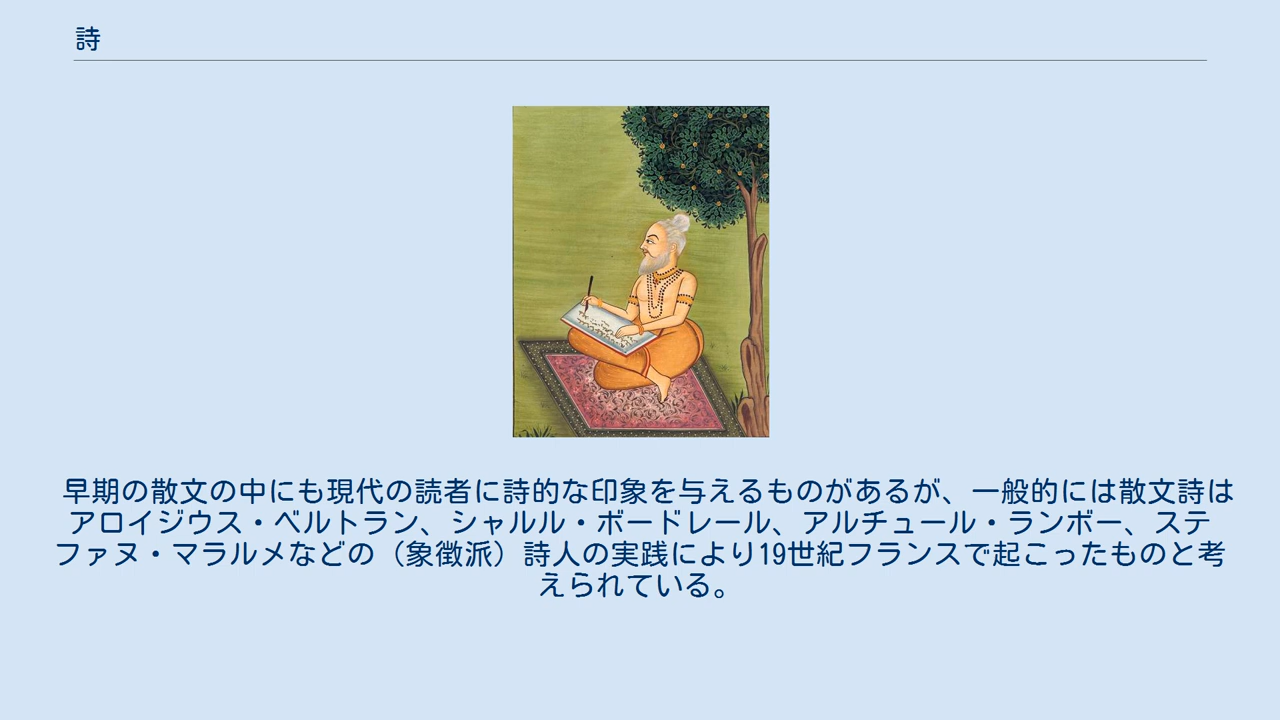 詩
早期の散文の中にも現代の読者に詩的な印象を与えるものがあるが、一般的には散文詩は
アロイジウス・ベルトラン、シャルル・ボードレール、アルチュール・ランボー、ステ
ファヌ・マラルメなどの（象徴派）詩人の実践により19世紀フランスで起こったものと考
えられている。